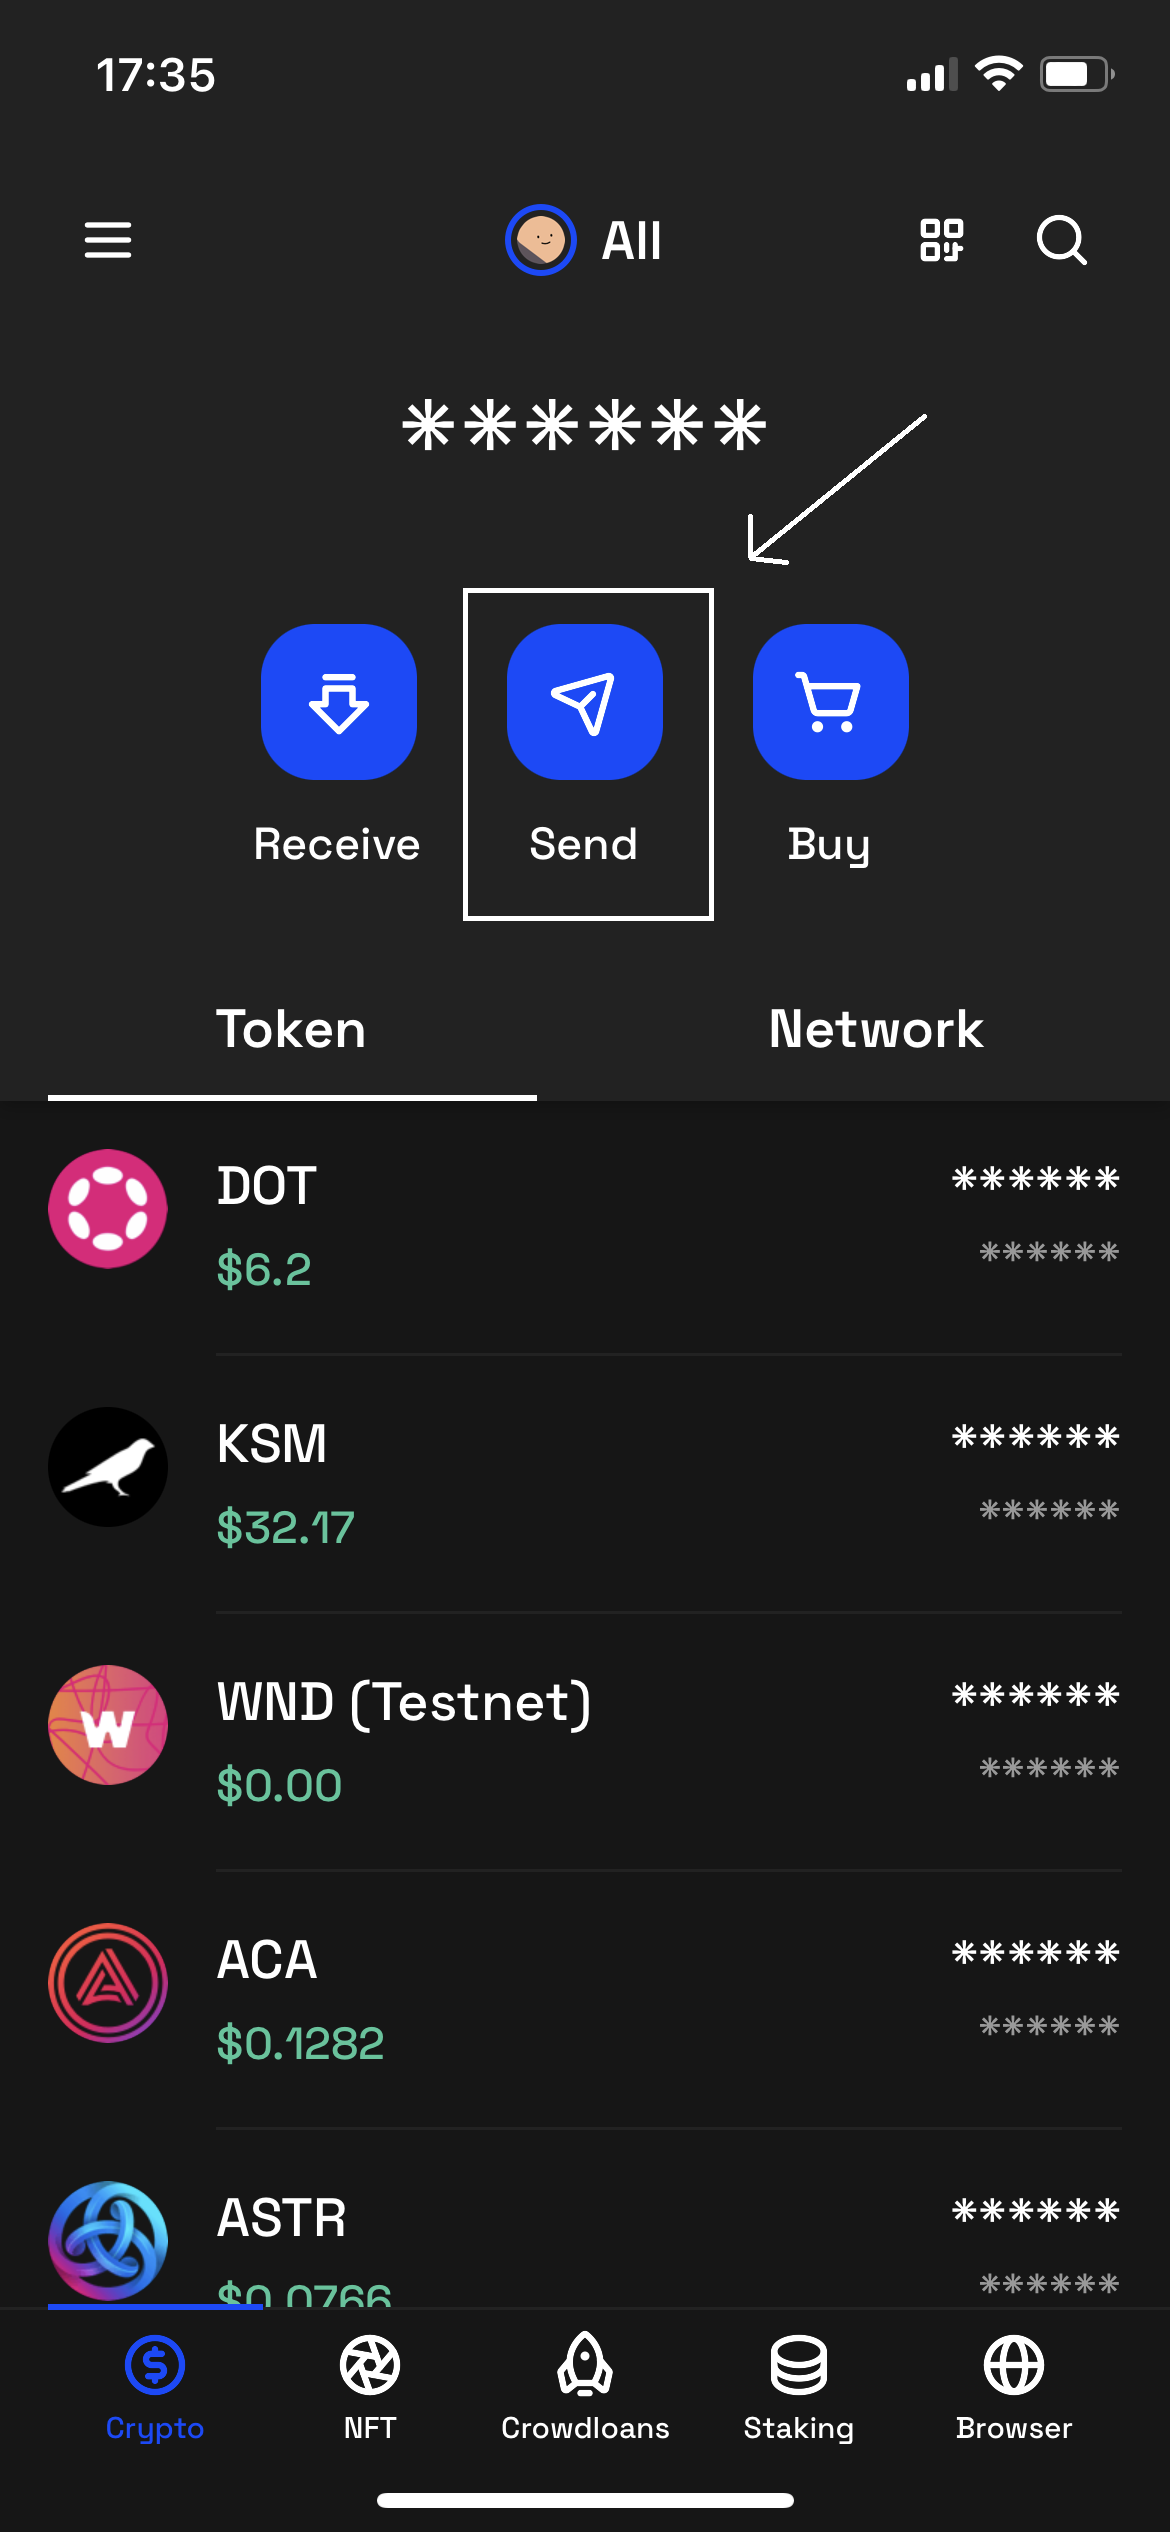 17:35
All
******
Receive
Send
Buy
Token
Network
DOT
******
$6.2
******
KSM
******
$32.17
******
W
WND (Testnet)
******
$0.00
******
ACA
******
$0.1282
******
ASTR
******
$0.0766
******
Crypto
NFT
Crowdloans
Staking
Browser